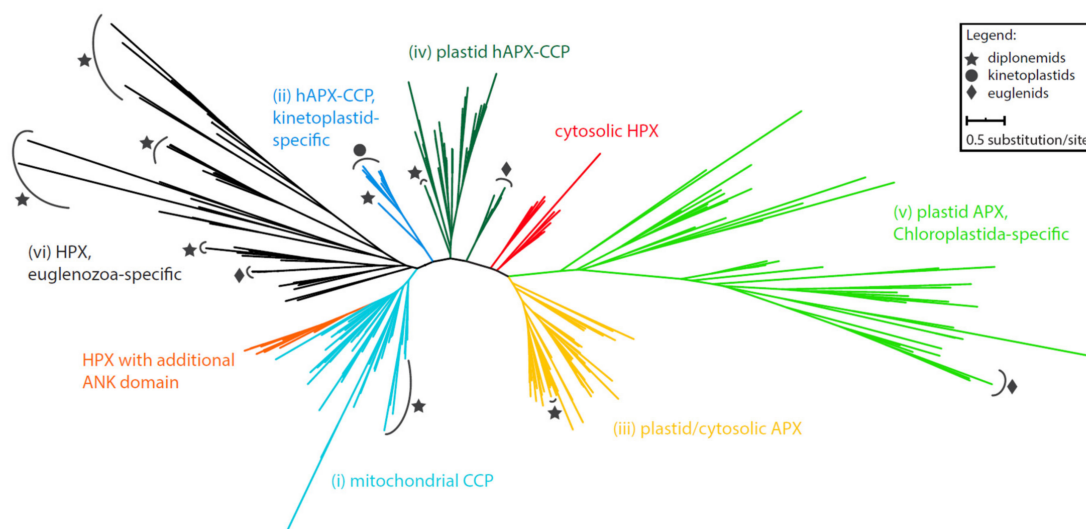 (iv) plastid hAPX-CCP
Legend:
diplonemids
kinetoplastids
euglenids
0.5 substitution/site
(ii) hAPX-CCP,
kinetoplastid-
specific
cytosolic HPX
(v) plastid APX,
Chloroplastida-specific
(vi) HPX,
euglenozoa-specific
HPX with additional
ANK domain
(iii) plastid/cytosolic APX
(i) mitochondrial CCP